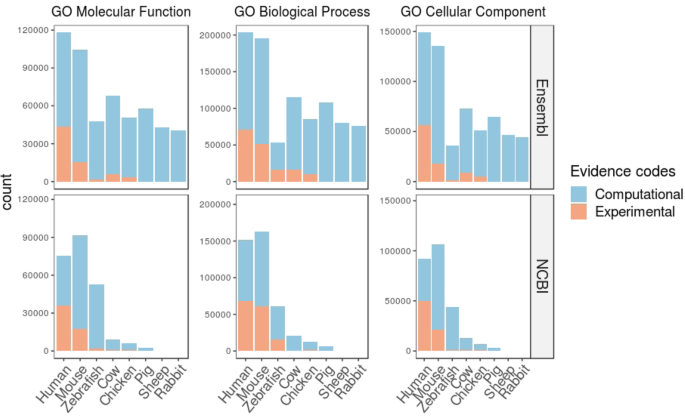 GO Molecular Function GO Biological Process GO Cellular Component
120000
90000
60000
30000
0
200000
150000
100000
50000
0
150000
100000
50000
0
Ensembl
count
120000
90000
60000
30000
0
200000
150000
100000
50000
0
150000
100000
50000
0
NCBI
Human Mouse Zebrafish Cow Chicken Pig Sheep Rabbit
Human Mouse Zebrafish Cow Chicken Pig Sheep Rabbit
Human Mouse Zebrafish Cow Chicken Pig Sheep Rabbit
Evidence codes
Computational
Experimental